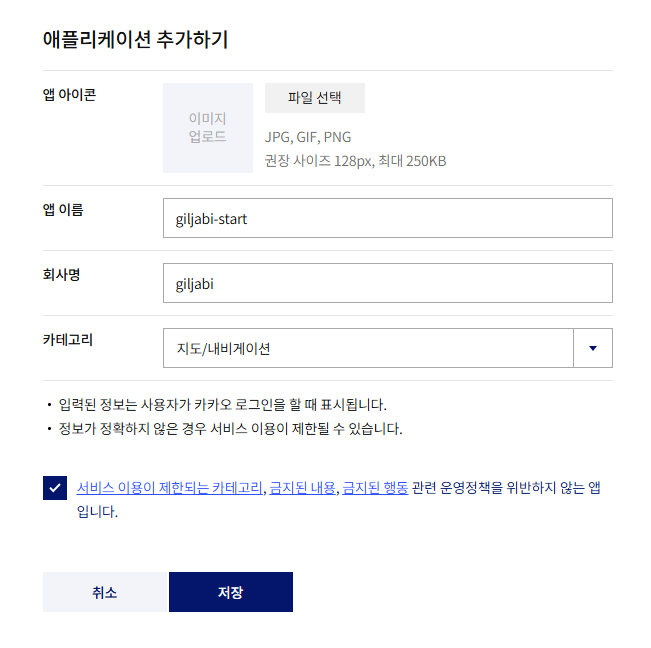 애플리케이션 추가하기
앱 아이콘
이미지
업로드
파일 선택
JPG, GIF, PNG
권장 사이즈 128px, 최대 250KB
앱 이름
giljabi-start
회사명
giljabi
카테고리
지도/내비게이션
• 입력된 정보는 사용자가 카카오 로그인을 할 때 표시됩니다.
• 정보가 정확하지 않은 경우 서비스 이용이 제한될 수 있습니다.
서비스 이용이 제한되는 카테고리, 금지된 내용, 금지된 행동 관련 운영정책을 위반하지 않는 앱
입니다.
취소
저장